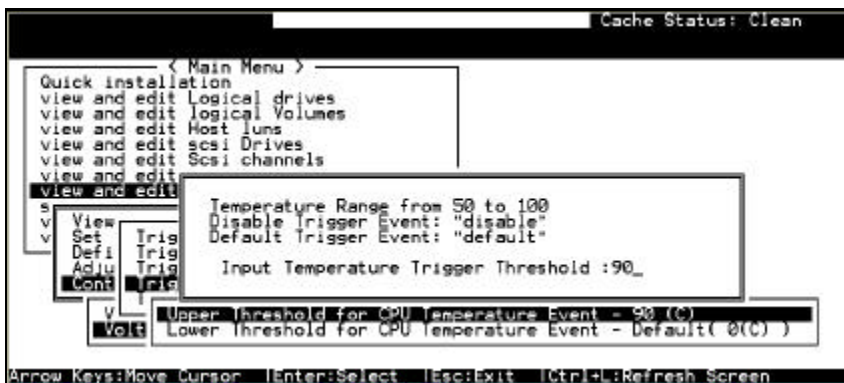 Cache Status: Clean
< Main Menu >
Quick installation
view and edit Logical drives
view and edit logical Volumes
view and edit Host luns
view and edit scsi Drives
view and edit Scsi channels
view and edit
view and edit
s
v View
v Set Trig
Defi Trig
Adju Trig
Cont Trig
Temperature Range from 50 to 100
Disable Trigger Event: "disable"
Default Trigger Event: "default"
Input Temperature Trigger Threshold :90_
T
V Upper Threshold for CPU Temperature Event - 90 (C)
Volt Lower Threshold for CPU Temperature Event - Default( 0(C) )
Arrow Keys:Move Cursor |Enter:Select |Esc:Exit |Ctrl+L:Refresh Screen